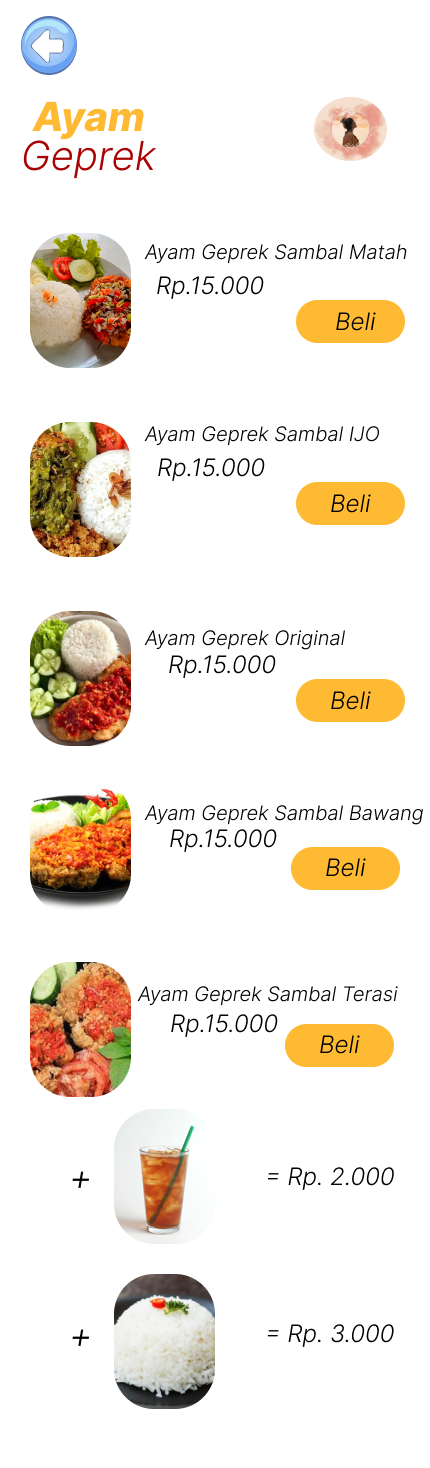 Ayam
Geprek
Ayam Geprek Sambal Matah
Rp.15.000
Beli
Ayam Geprek Sambal IJO
Rp.15.000
Beli
Ayam Geprek Original
Rp.15.000
Beli
Ayam Geprek Sambal Bawang
Rp.15.000
Beli
Ayam Geprek Sambal Terasi
Rp.15.000
Beli
+ = Rp. 2.000
+ = Rp. 3.000